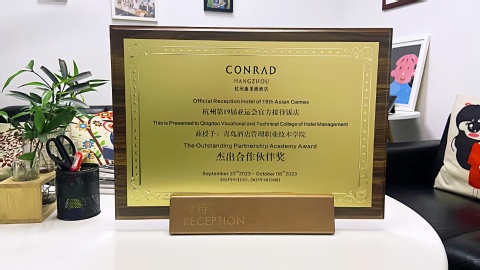 CONRAD
HANGZHOU
杭州康莱德酒店
Official Reception Hotel of 19th Asian Games
杭州第19届亚运会官方接待饭店
This is Presented to Qingdao Vocational and Technical College of Hotel Management
兹授予：青岛酒店管理职业技术学院
The Outstanding Partnership Academy Award
杰出合作伙伴奖
September 23rd 2023 - October 08th 2023
接待
RECEPTION